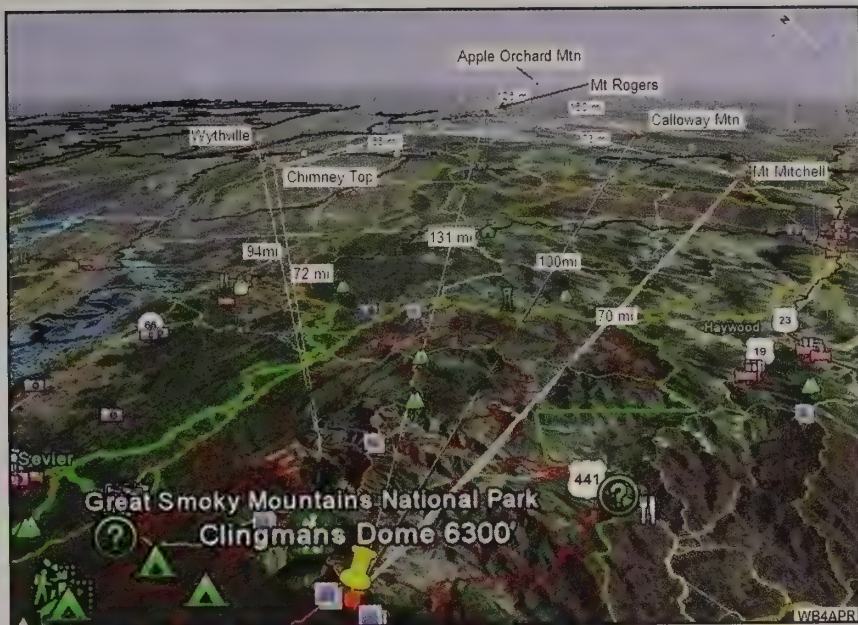 N
Apple Orchard Mtn
Mt Rogers
Calloway Mtn
Wythville
Mt Mitchell
Chimney Top
131 mi
94mi
72 mi
100mi
70 mi
66
23
Haywood
19
Sevier
441
Great Smoky Mountains National Park
Clingmans Dome 6300'
WB4APR